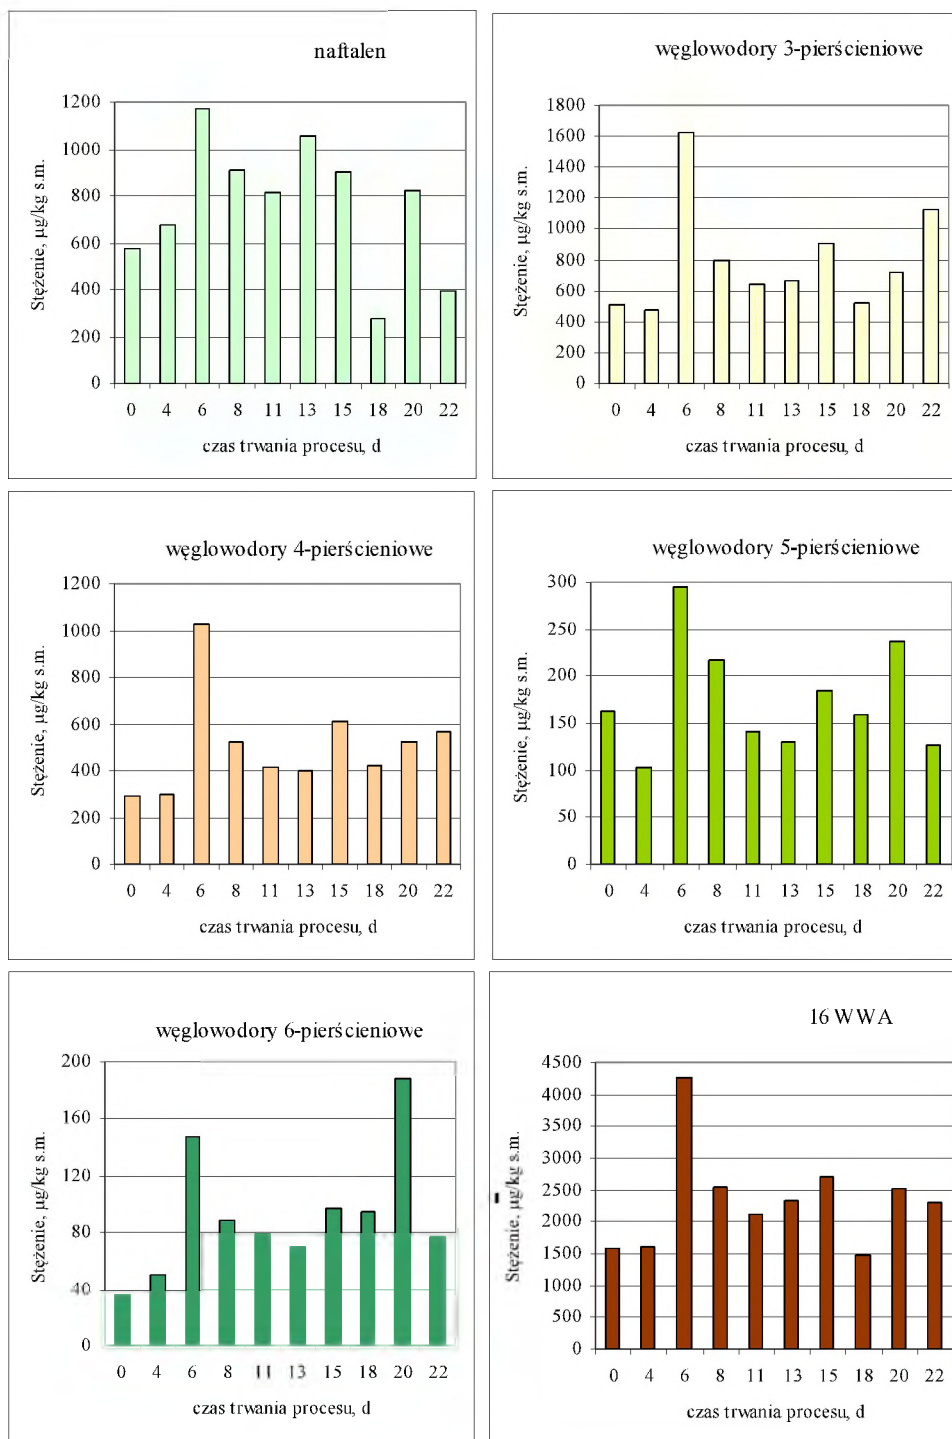 naftalen
Stężenie, µg/kg s.m.
1200
1000
800
600
400
200
0
0 4 6 8 11 13 15 18 20 22
czas trwania procesu, d
węglowodory 3-pierścieniowe
Stężenie, µg/kg s.m.
1800
1600
1400
1200
1000
800
600
400
200
0
0 4 6 8 11 13 15 18 20 22
czas trwania procesu, d
węglowodory 4-pierścieniowe
Stężenie, µg/kg s.m.
1200
1000
800
600
400
200
0
0 4 6 8 11 13 15 18 20 22
czas trwania procesu, d
węglowodory 5-pierścieniowe
Stężenie, µg/kg s.m.
300
250
200
150
100
50
0
0 4 6 8 11 13 15 18 20 22
czas trwania procesu, d
węglowodory 6-pierścieniowe
Stężenie, µg/kg s.m.
200
160
120
80
40
0
0 4 6 8 11 13 15 18 20 22
czas trwania procesu, d
16 WWA
Stężenie, µg/kg s.m.
4500
4000
3500
3000
2500
2000
1500
1000
500
0
0 4 6 8 11 13 15 18 20 22
czas trwania procesu, d